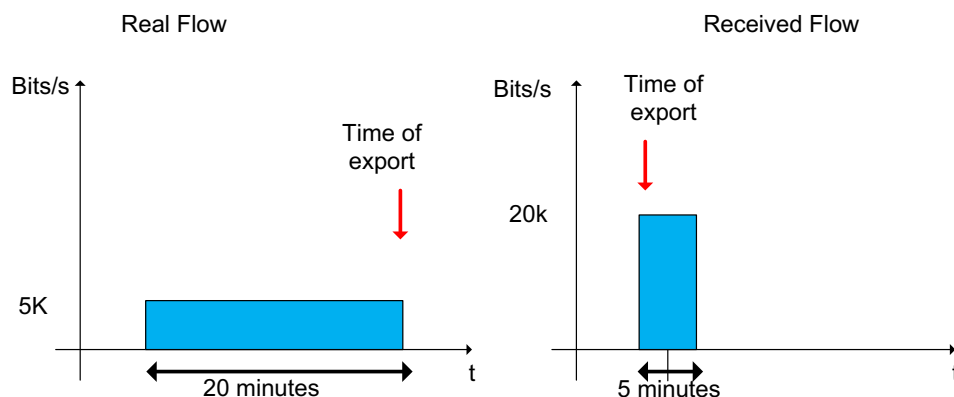 Real Flow
Bits/s
Time of
export
5K
20 minutes
t
Received Flow
Bits/s
Time of
export
20k
5 minutes
t